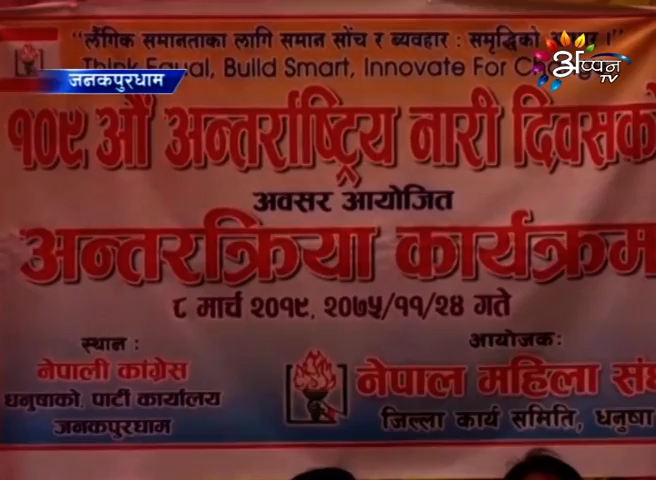 "लैंगिक समानताका लागि समान सोंच र ब्यवहार : समृद्धिको
Think Equal, Build Smart, Innovate For
जनकपुरधाम
अप्पन
TV
१०९ औं अन्तर्राष्ट्रिय नारी दिवसको
अवसर आयोजित
अन्तरक्रिया कार्यक्रम
८ मार्च २०१९, २०७५/११/२४ गते
स्थान :
नेपाली कांग्रेस
धनुषाको पार्टी कार्यालय
जनकपुरधाम
आयोजक:
नेपाल महिला संघ
जिल्ला कार्य समिति, धनुषा